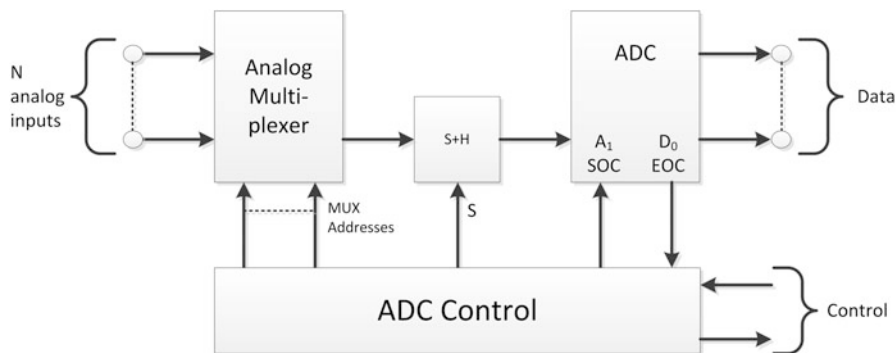 N
analog
inputs
Analog
Multi-
plexer
S+H
ADC
A₁
SOC
D₀
EOC
Data
MUX
Addresses
S
ADC Control
Control